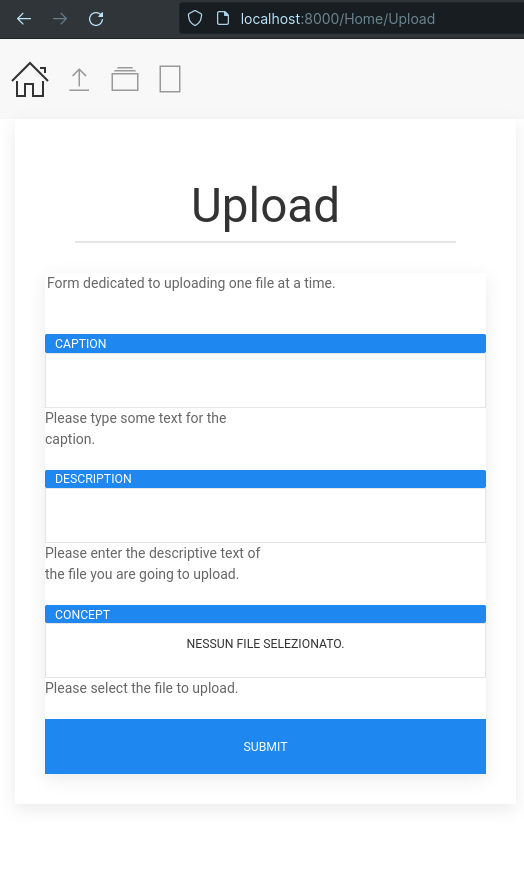 localhost:8000/Home/Upload
Upload
Form dedicated to uploading one file at a time.
CAPTION
Please type some text for the
caption.
DESCRIPTION
Please enter the descriptive text of
the file you are going to upload.
CONCEPT
NESSUN FILE SELEZIONATO.
Please select the file to upload.
SUBMIT